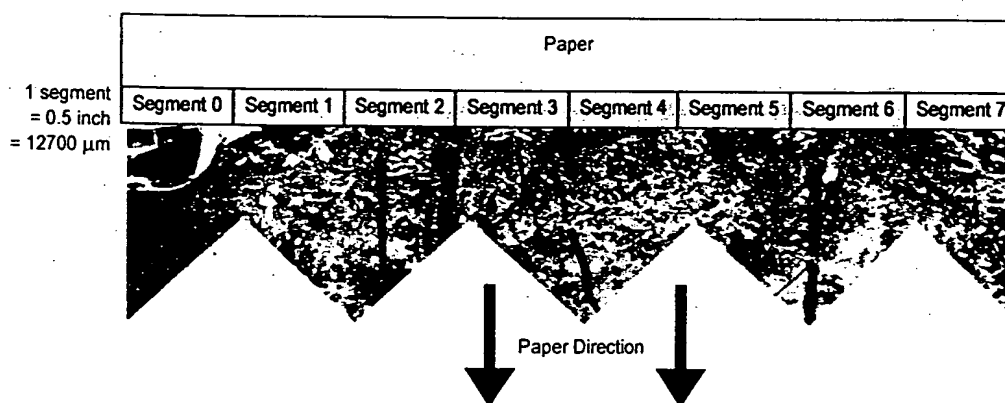 Paper
1 segment
= 0.5 inch
= 12700 µm
Segment 0 Segment 1 Segment 2 Segment 3 Segment 4 Segment 5 Segment 6 Segment 7
Paper Direction